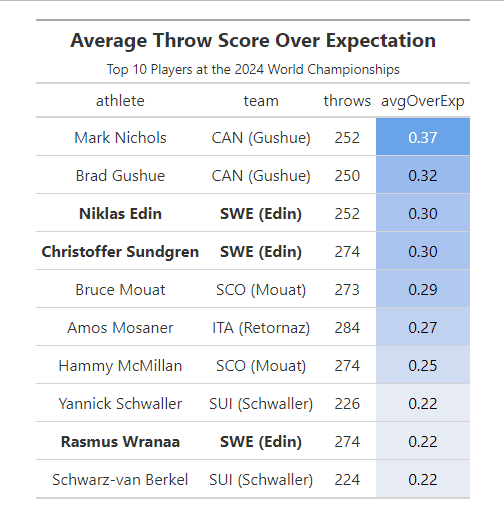 Average Throw Score Over Expectation
Top 10 Players at the 2024 World Championships
athlete team throws avgOverExp
Mark Nichols CAN (Gushue) 252 0.37
Brad Gushue CAN (Gushue) 250 0.32
Niklas Edin SWE (Edin) 252 0.30
Christoffer Sundgren SWE (Edin) 274 0.30
Bruce Mouat SCO (Mouat) 273 0.29
Amos Mosaner ITA (Retornaz) 284 0.27
Hammy McMillan SCO (Mouat) 274 0.25
Yannick Schwaller SUI (Schwaller) 226 0.22
Rasmus Wranaa SWE (Edin) 274 0.22
Schwarz-van Berkel SUI (Schwaller) 224 0.22